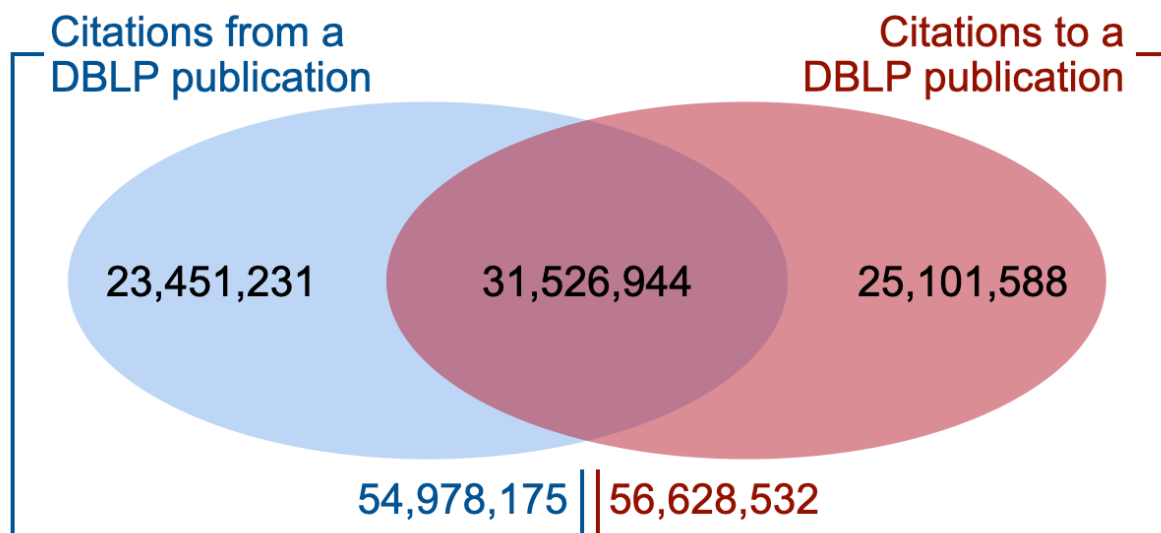 Citations from a
DBLP publication
Citations to a
DBLP publication
23,451,231
31,526,944
25,101,588
54,978,175
56,628,532